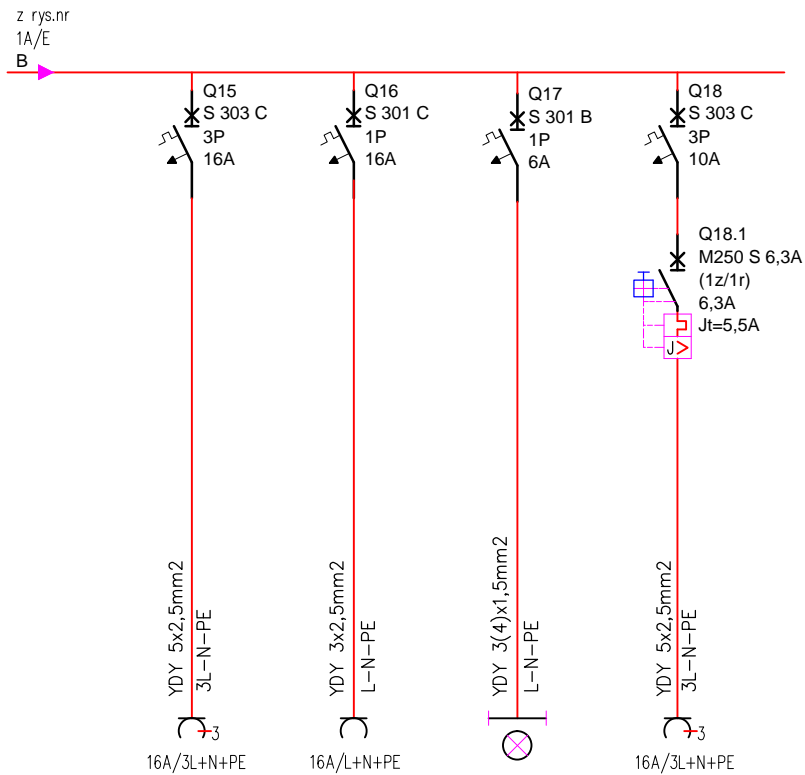 z rys.nr
1A/E
B
Q15
S 303 C
3P
16A
Q16
S 301 C
1P
16A
Q17
S 301 B
1P
6A
Q18
S 303 C
3P
10A
Q18.1
M250 S 6,3A
(1z/1r)
6,3A
Jt=5,5A
J>
YDY 5x2,5mm2
3L-N-PE
YDY 3x2,5mm2
L-N-PE
YDY 3(4)x1,5mm2
L-N-PE
YDY 5x2,5mm2
3L-N-PE
3
3
16A/3L+N+PE
16A/L+N+PE
16A/3L+N+PE